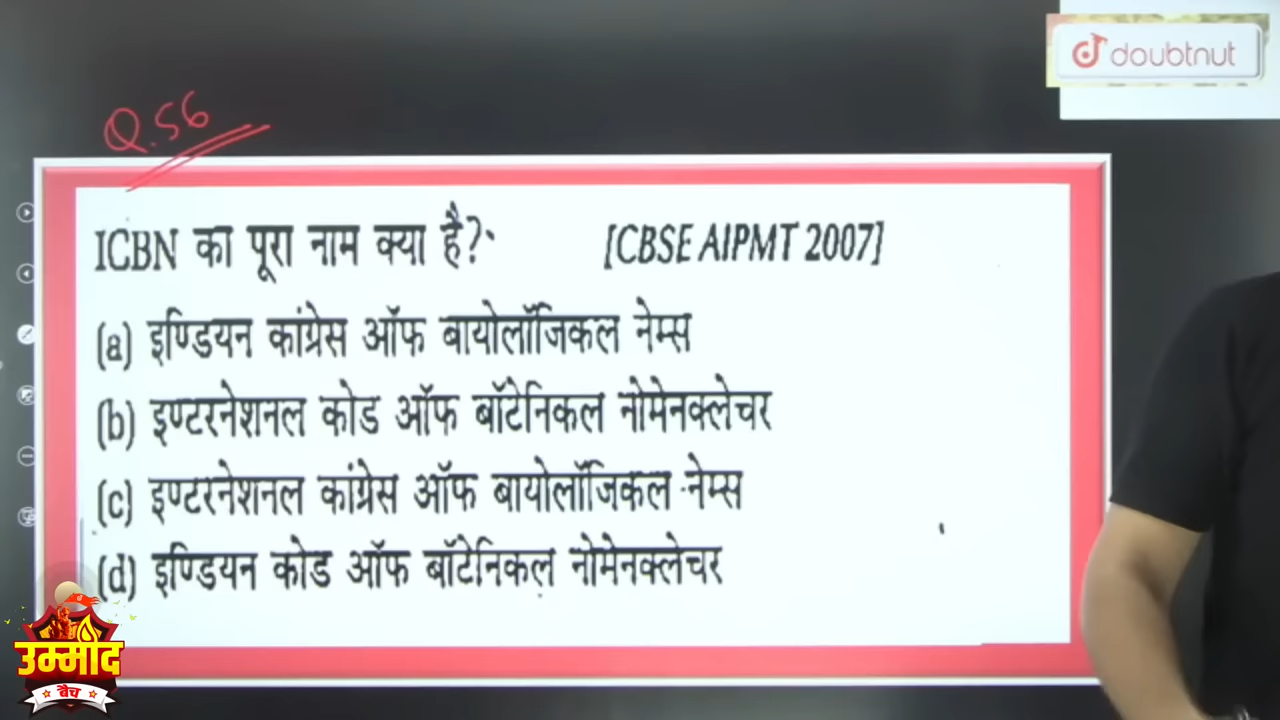 doubtnut
Q.56
ICBN का पूरा नाम क्या है? [CBSE AIPMT 2007]
(a) इण्डियन कांग्रेस ऑफ बायोलॉजिकल नेम्स
(b) इण्टरनेशनल कोड ऑफ बॉटेनिकल नोमेनक्लेचर
(c) इण्टरनेशनल कांग्रेस ऑफ बायोलॉजिकल नेम्स
(d) इण्डियन कोड ऑफ बॉटेनिकल नोमेनक्लेचर
उम्मीद
बैच